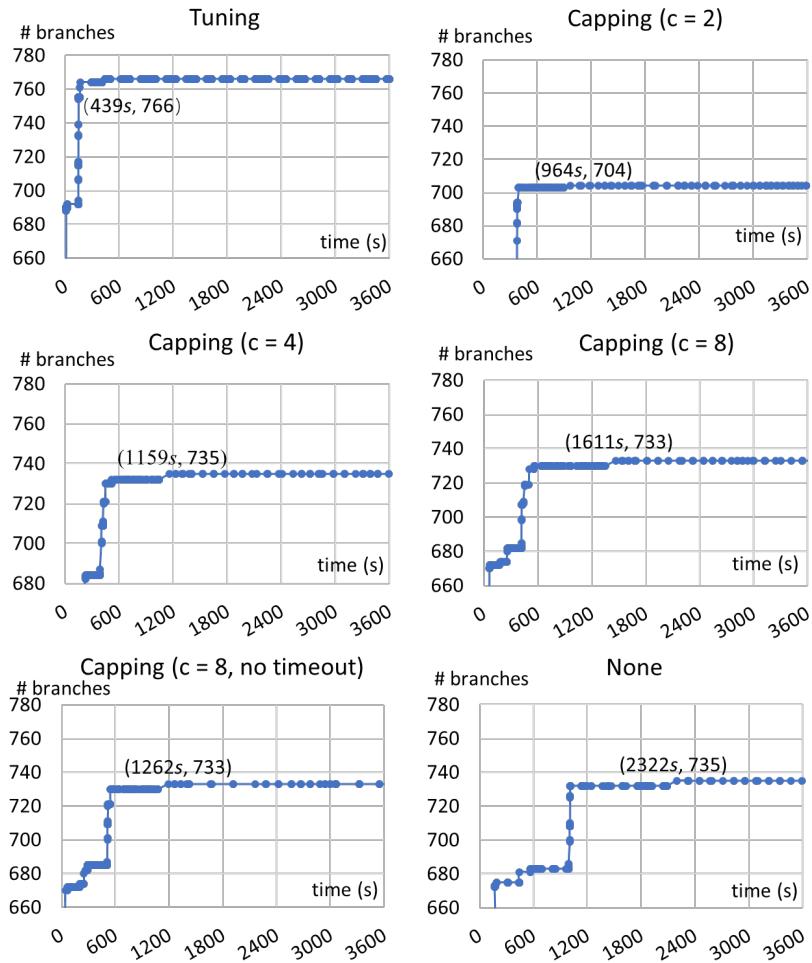 Tuning
# branches
780
760
740
720
700
680
660
(439s, 766)
time (s)
0 600 1200 1800 2400 3000 3600
Capping (c = 2)
# branches
780
760
740
720
700
680
660
(964s, 704)
time (s)
0 600 1200 1800 2400 3000 3600
Capping (c = 4)
# branches
780
760
740
720
700
680
(1159s, 735)
time (s)
0 600 1200 1800 2400 3000 3600
Capping (c = 8)
# branches
780
760
740
720
700
680
660
(1611s, 733)
time (s)
0 600 1200 1800 2400 3000 3600
Capping (c = 8, no timeout)
# branches
780
760
740
720
700
680
660
(1262s, 733)
time (s)
0 600 1200 1800 2400 3000 3600
None
# branches
780
760
740
720
700
680
660
(2322s, 735)
time (s)
0 600 1200 1800 2400 3000 3600